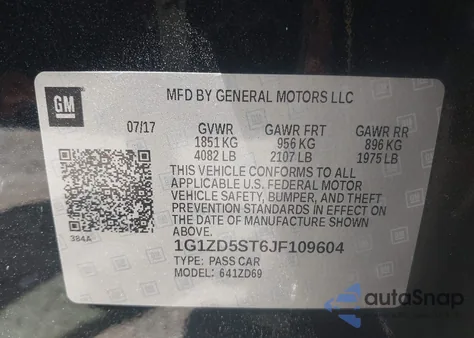 GM
MFD BY GENERAL MOTORS LLC
07/17 GVWR GAWR FRT GAWR RR
1851 KG 956 KG 896 KG
4082 LB 2107 LB 1975 LB
THIS VEHICLE CONFORMS TO ALL
APPLICABLE U.S. FEDERAL MOTOR
VEHICLE SAFETY, BUMPER, AND THEFT
PREVENTION STANDARDS IN EFFECT ON
THE DATE OF MANUFACTURE SHOWN
ABOVE.
384A
1G1ZD5ST6JF109604
TYPE: PASS CAR
MODEL: 641ZD69
autoSnap